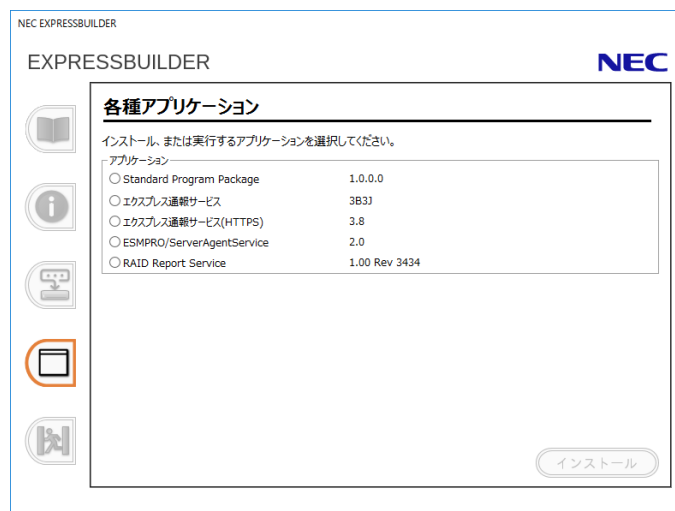 NEC EXPRESSBUILDER
EXPRESSBUILDER
NEC
各種アプリケーション
インストール、または実行するアプリケーションを選択してください。
アプリケーション
Standard Program Package 1.0.0.0
エクスプレス通報サービス 3B3J
エクスプレス通報サービス(HTTPS) 3.8
ESMPRO/ServerAgentService 2.0
RAID Report Service 1.00 Rev 3434
インストール